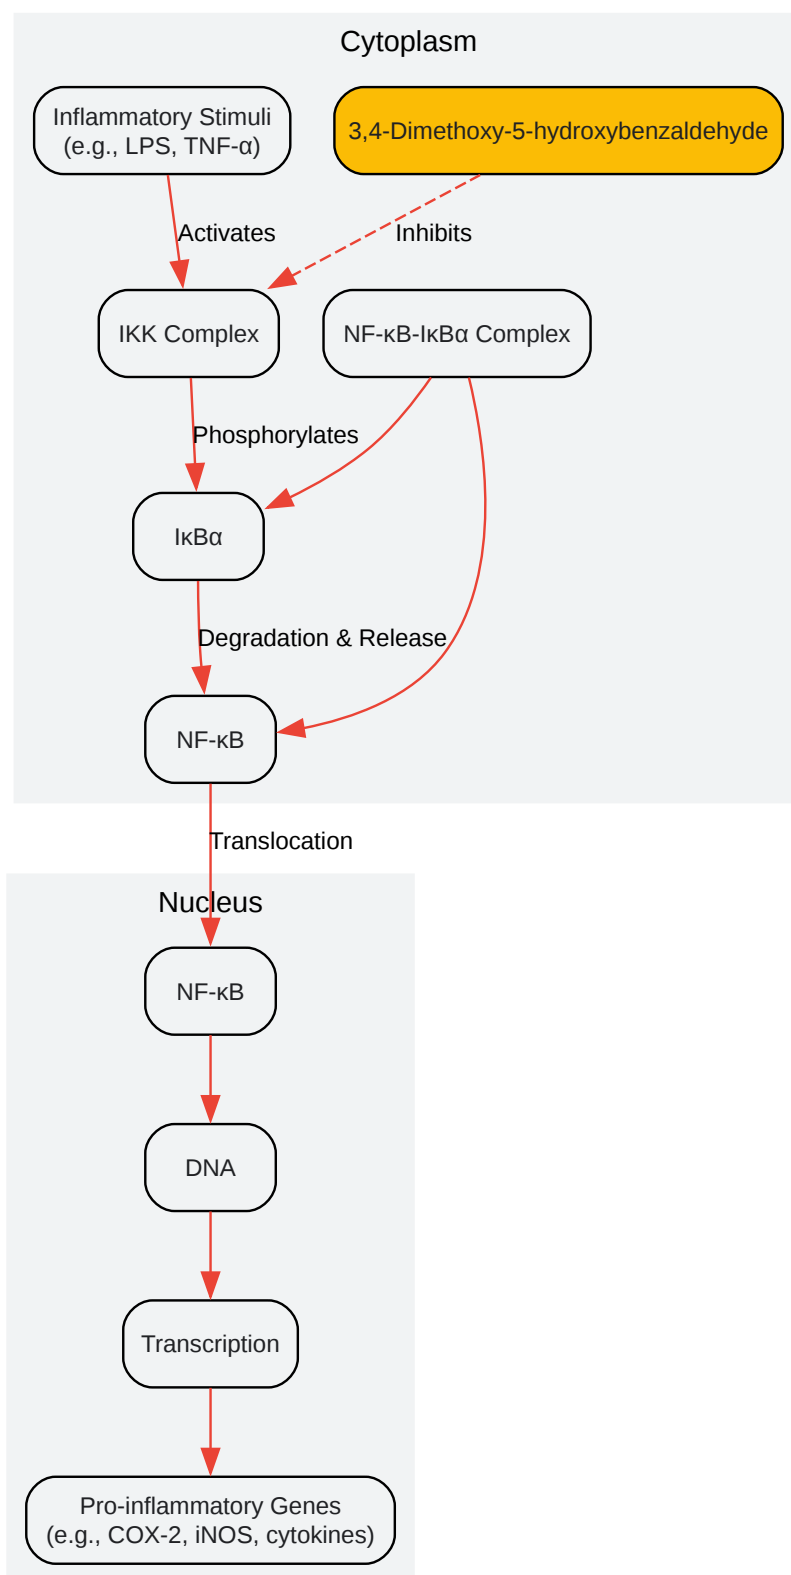 Cytoplasm
Inflammatory Stimuli
(e.g., LPS, TNF-α)
3,4-Dimethoxy-5-hydroxybenzaldehyde
Activates
Inhibits
IKK Complex
NF-κB-IκBα Complex
Phosphorylates
IκBα
Degradation & Release
NF-κB
Translocation
Nucleus
NF-κB
DNA
Transcription
Pro-inflammatory Genes
(e.g., COX-2, iNOS, cytokines)